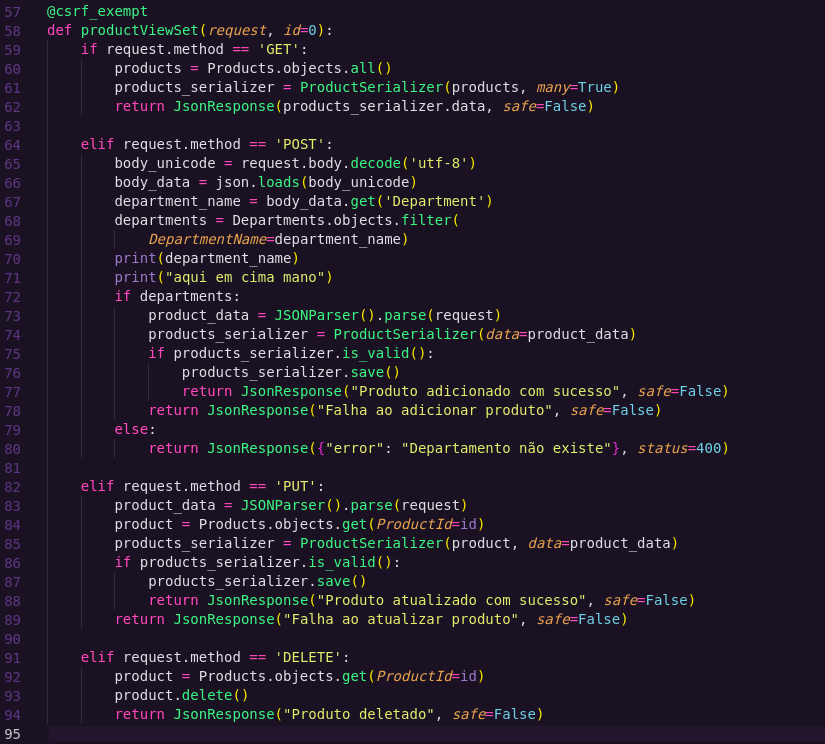 57 @csrf_exempt
58 def productViewSet(request, id=0):
59     if request.method == 'GET':
60         products = Products.objects.all()
61         products_serializer = ProductSerializer(products, many=True)
62         return JsonResponse(products_serializer.data, safe=False)
63
64     elif request.method == 'POST':
65         body_unicode = request.body.decode('utf-8')
66         body_data = json.loads(body_unicode)
67         department_name = body_data.get('Department')
68         departments = Departments.objects.filter(
69             DepartmentName=department_name)
70         print(department_name)
71         print("aqui em cima mano")
72         if departments:
73             product_data = JSONParser().parse(request)
74             products_serializer = ProductSerializer(data=product_data)
75             if products_serializer.is_valid():
76                 products_serializer.save()
77                 return JsonResponse("Produto adicionado com sucesso", safe=False)
78             return JsonResponse("Falha ao adicionar produto", safe=False)
79         else:
80             return JsonResponse({"error": "Departamento não existe"}, status=400)
81
82     elif request.method == 'PUT':
83         product_data = JSONParser().parse(request)
84         product = Products.objects.get(ProductId=id)
85         products_serializer = ProductSerializer(product, data=product_data)
86         if products_serializer.is_valid():
87             products_serializer.save()
88             return JsonResponse("Produto atualizado com sucesso", safe=False)
89         return JsonResponse("Falha ao atualizar produto", safe=False)
90
91     elif request.method == 'DELETE':
92         product = Products.objects.get(ProductId=id)
93         product.delete()
94         return JsonResponse("Produto deletado", safe=False)
95